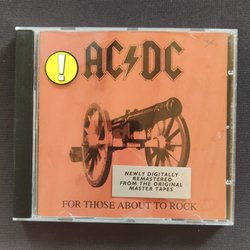 !
AC⚡DC
NEWLY DIGITALLY
REMASTERED
FROM THE ORIGINAL
MASTER TAPES
FOR THOSE ABOUT TO ROCK